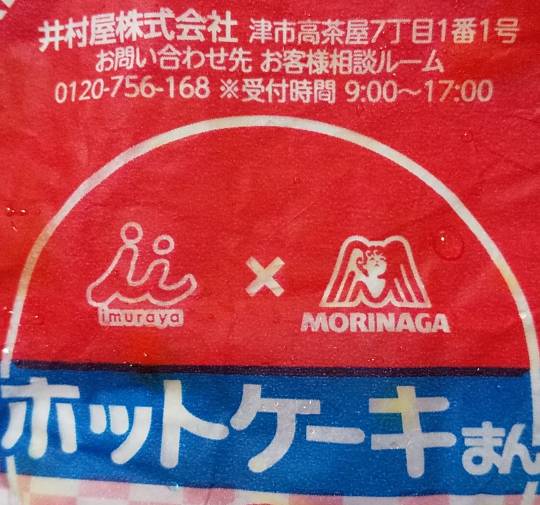 井村屋株式会社 津市高茶屋7丁目1番1号
お問い合わせ先 お客様相談ルーム
0120-756-168 ※受付時間 9:00～17:00
imuraya × MORINAGA
ホットケーキまん